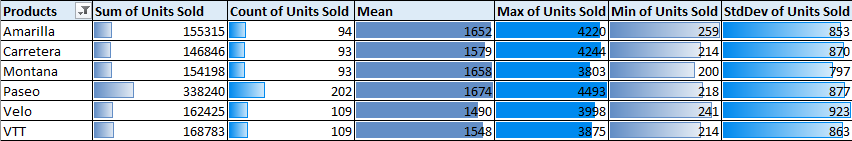 Products Sum of Units Sold Count of Units Sold Mean Max of Units Sold Min of Units Sold StdDev of Units Sold
Amarilla 155315 94 1652 4220 259 853
Carretera 146846 93 1579 4244 214 870
Montana 154198 93 1658 3803 200 797
Paseo 338240 202 1674 4493 218 877
Velo 162425 109 1490 3998 241 923
VTT 168783 109 1548 3875 214 863